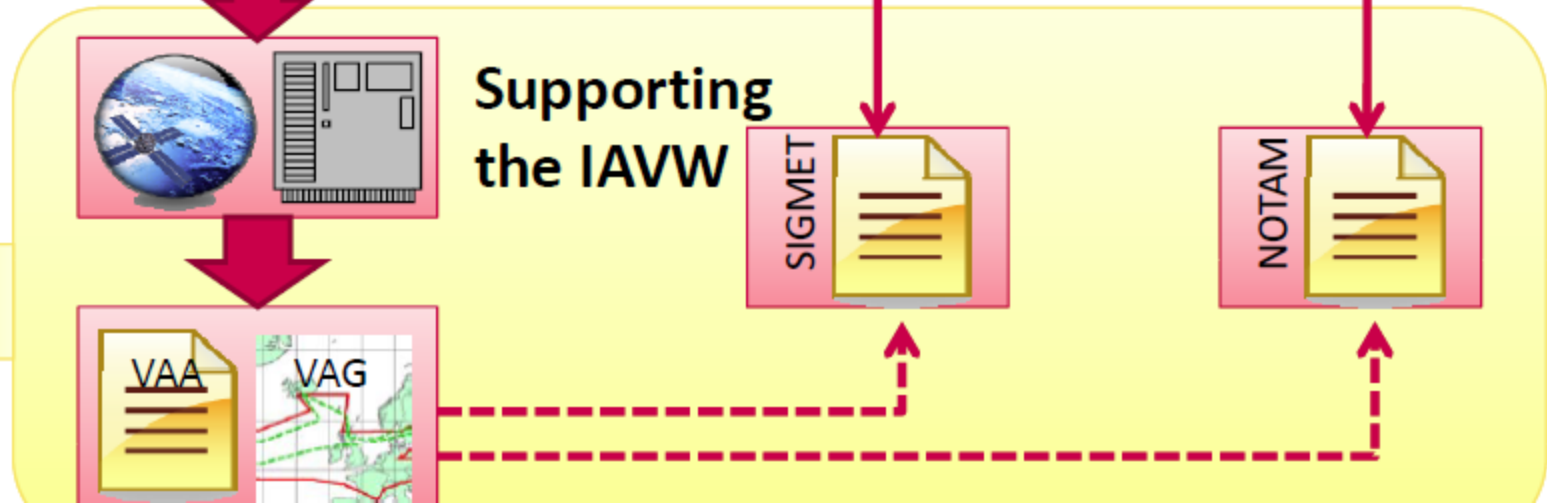 Supporting
the IAVW
SIGMET
NOTAM
VAA
VAG